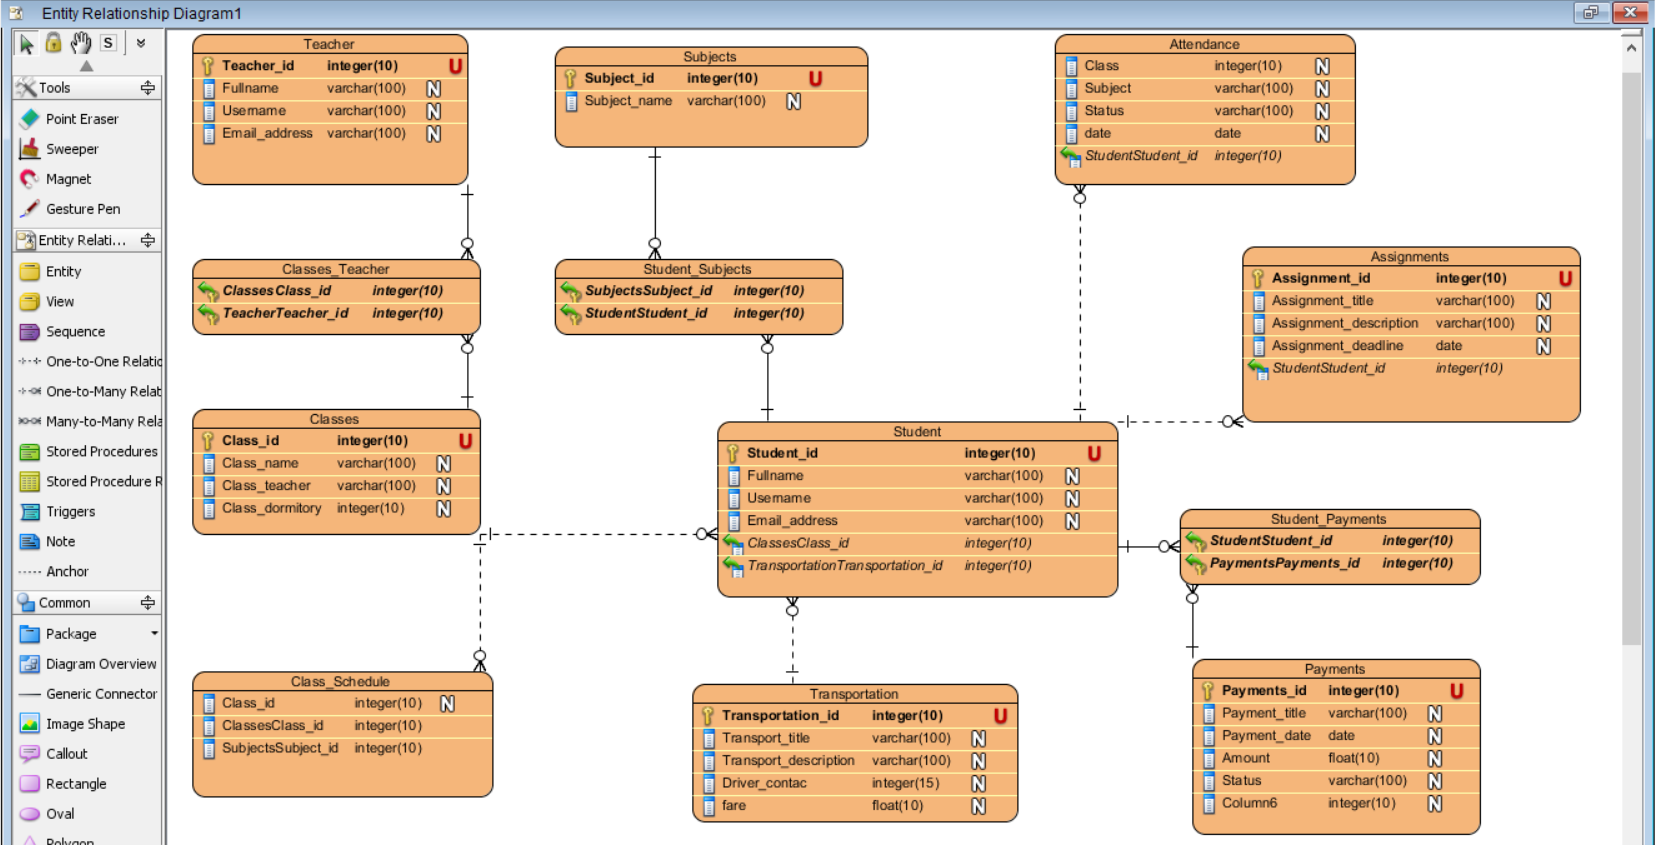 Entity Relationship Diagram1
S
Tools
Point Eraser
Sweeper
Magnet
Gesture Pen
Entity Relati...
Entity
View
Sequence
One-to-One Relatio
One-to-Many Relat
Many-to-Many Rela
Stored Procedures
Stored Procedure R
Triggers
Note
Anchor
Common
Package
Diagram Overview
Generic Connector
Image Shape
Callout
Rectangle
Oval
Polygon
Teacher
Teacher_id integer(10) U
Fullname varchar(100) N
Username varchar(100) N
Email_address varchar(100) N
Subjects
Subject_id integer(10) U
Subject_name varchar(100) N
Attendance
Class integer(10) N
Subject varchar(100) N
Status varchar(100) N
date date N
StudentStudent_id integer(10)
Classes_Teacher
ClassesClass_id integer(10)
TeacherTeacher_id integer(10)
Student_Subjects
SubjectsSubject_id integer(10)
StudentStudent_id integer(10)
Assignments
Assignment_id integer(10) U
Assignment_title varchar(100) N
Assignment_description varchar(100) N
Assignment_deadline date N
StudentStudent_id integer(10)
Classes
Class_id integer(10) U
Class_name varchar(100) N
Class_teacher varchar(100) N
Class_dormitory integer(10) N
Student
Student_id integer(10) U
Fullname varchar(100) N
Username varchar(100) N
Email_address varchar(100) N
ClassesClass_id integer(10)
TransportationTransportation_id integer(10)
Student_Payments
StudentStudent_id integer(10)
PaymentsPayments_id integer(10)
Class_Schedule
Class_id integer(10) N
ClassesClass_id integer(10)
SubjectsSubject_id integer(10)
Transportation
Transportation_id integer(10) U
Transport_title varchar(100) N
Transport_description varchar(100) N
Driver_contac integer(15) N
fare float(10) N
Payments
Payments_id integer(10) U
Payment_title varchar(100) N
Payment_date date N
Amount float(10) N
Status varchar(100) N
Column6 integer(10) N